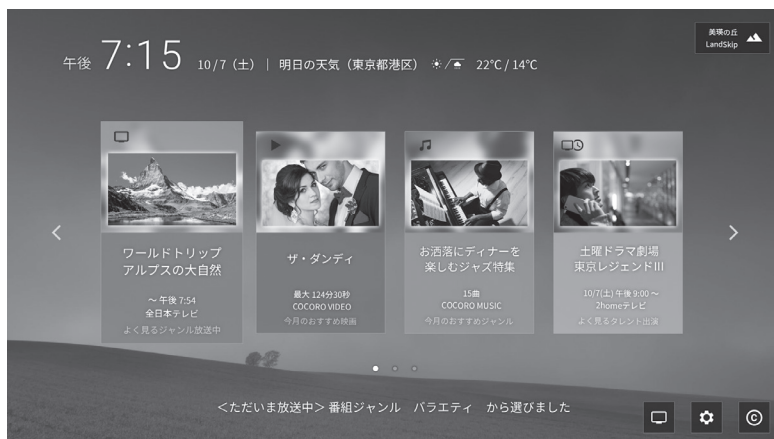 美瑛の丘
LandSkip
午後 7:15 10/7（土）｜ 明日の天気（東京都港区） 22℃ / 14℃
ワールドトリップ
アルプスの大自然
～ 午後 7:54
全日本テレビ
よく見るジャンル放送中
ザ・ダンディ
最大 124分30秒
COCORO VIDEO
今月のおすすめ映画
お洒落にディナーを
楽しむジャズ特集
15曲
COCORO MUSIC
今月のおすすめジャンル
土曜ドラマ劇場
東京レジェンドIII
10/7(土) 午後 9:00 ～
2homeテレビ
よく見るタレント出演
＜ただいま放送中＞ 番組ジャンル　バラエティ　から選びました
©